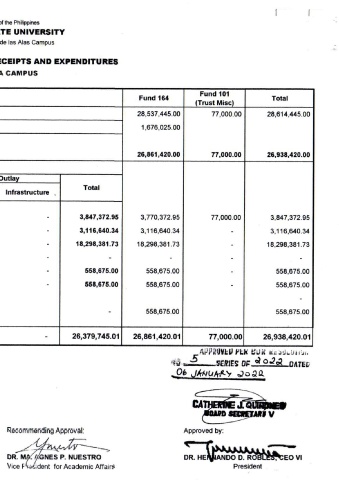 of the Philippines
TE UNIVERSITY
de las Alas Campus
ECEIPTS AND EXPENDITURES
A CAMPUS
Fund 164 Fund 101 (Trust Misc) Total
28,537,445.00 77,000.00 28,614,445.00
1,676,025.00
26,861,420.00 77,000.00 26,938,420.00
Outlay
Infrastructure Total
- 3,847,372.95 3,770,372.95 77,000.00 3,847,372.95
- 3,116,640.34 3,116,640.34 - 3,116,640.34
- 18,298,381.73 18,298,381.73 - 18,298,381.73
- - - - -
- 558,675.00 558,675.00 - 558,675.00
- 558,675.00 558,675.00 - 558,675.00
-
- 558,675.00 558,675.00
- 26,379,745.01 26,861,420.01 77,000.00 26,938,420.01
APPROVED PER BOR RESOLUTION
NO. 5 SERIES OF 2022 DATED
06 JANUARY 2022
CATHERINE J. QUIRONES
BOARD SECRETARY V
Recommending Approval: Approved by:
DR. MA. AGNES P. NUESTRO DR. HERNANDO D. ROBLES, CEO VI
Vice President for Academic Affairs President